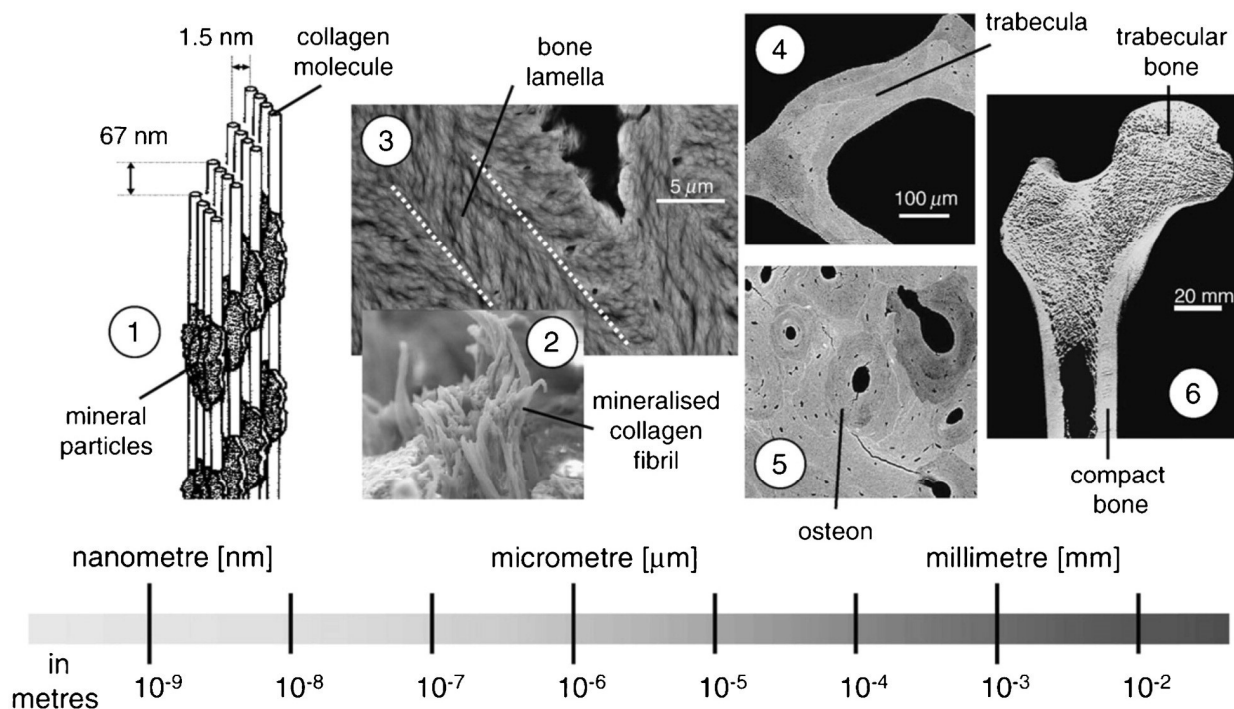 1.5 nm
collagen
molecule
67 nm
1
mineral
particles
bone
lamella
3
5 μm
2
mineralised
collagen
fibril
4
trabecula
100 μm
5
osteon
trabecular
bone
20 mm
6
compact
bone
nanometre [nm]
micrometre [μm]
millimetre [mm]
in
metres
10⁻⁹
10⁻⁸
10⁻⁷
10⁻⁶
10⁻⁵
10⁻⁴
10⁻³
10⁻²